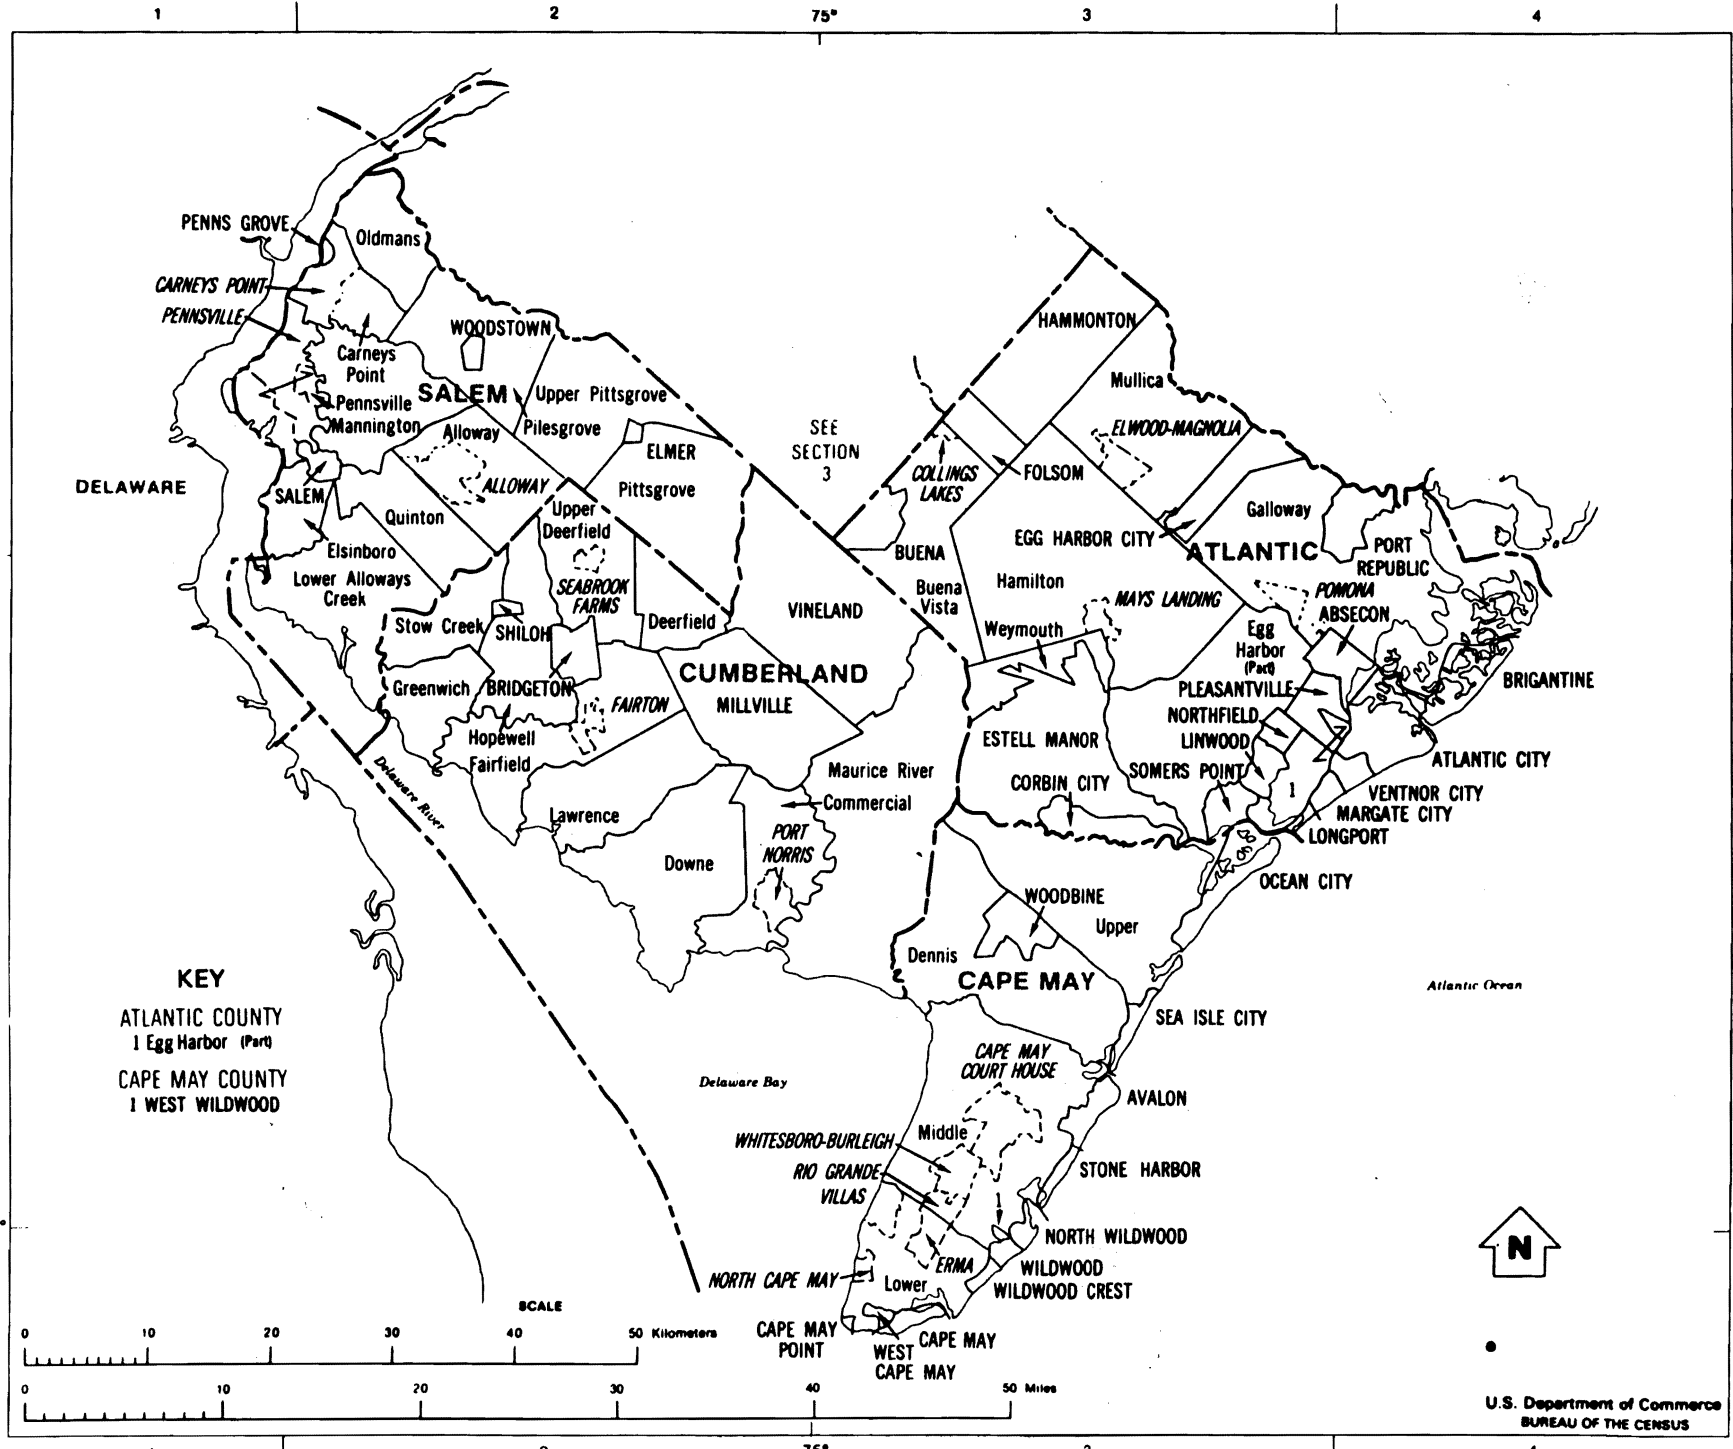 1 2 75° 3 4
PENNS GROVE
Oldmans
CARNEYS POINT
PENNSVILLE
WOODSTOWN
HAMMONTON
Carneys
Point
SALEM
Upper Pittsgrove
Mullica
Pennsville
Mannington
Alloway
Pilesgrove
SEE
SECTION
3
ELWOOD-MAGNOLIA
ELMER
COLLINGS
LAKES
FOLSOM
DELAWARE
SALEM
ALLOWAY
Pittsgrove
Quinton
Upper
Deerfield
Galloway
EGG HARBOR CITY
ATLANTIC
PORT
REPUBLIC
Elsinboro
BUENA
Lower Alloways
Creek
SEABROOK
FARMS
Buena
Vista
Hamilton
MAYS LANDING
POMONA
ABSECON
Stow Creek
SHILOH
Deerfield
VINELAND
Weymouth
Egg
Harbor
(Part)
Greenwich
BRIDGETON
CUMBERLAND
MILLVILLE
FAIRTON
PLEASANTVILLE
BRIGANTINE
NORTHFIELD
LINWOOD
Hopewell
Fairfield
ESTELL MANOR
Delaware River
Maurice River
SOMERS POINT
ATLANTIC CITY
CORBIN CITY
1
VENTNOR CITY
MARGATE CITY
LONGPORT
Lawrence
Commercial
PORT
NORRIS
Downe
OCEAN CITY
WOODBINE
Upper
Dennis
CAPE MAY
Atlantic Ocean
SEA ISLE CITY
KEY
ATLANTIC COUNTY
1 Egg Harbor (Part)
CAPE MAY COUNTY
1 WEST WILDWOOD
CAPE MAY
COURT HOUSE
Delaware Bay
AVALON
Middle
WHITESBORO-BURLEIGH
RIO GRANDE
VILLAS
STONE HARBOR
1
NORTH WILDWOOD
ERMA
WILDWOOD
WILDWOOD CREST
NORTH CAPE MAY
Lower
N
CAPE MAY
POINT
WEST
CAPE MAY
CAPE MAY
SCALE
0 10 20 30 40 50 Kilometers
0 10 20 30 40 50 Miles
U.S. Department of Commerce
BUREAU OF THE CENSUS